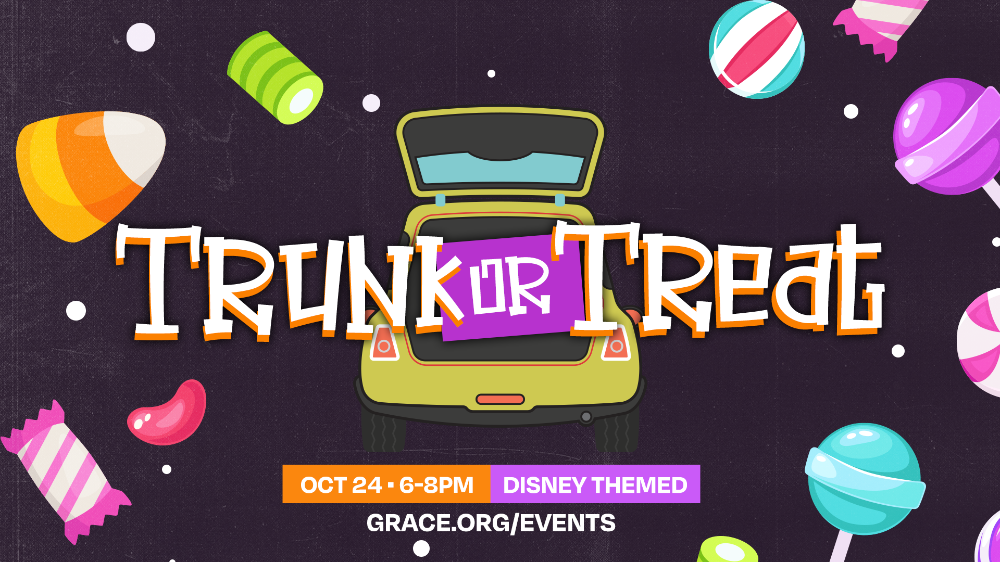 Trunk or Treat
OCT 24 ▪ 6-8PM DISNEY THEMED
GRACE.ORG/EVENTS